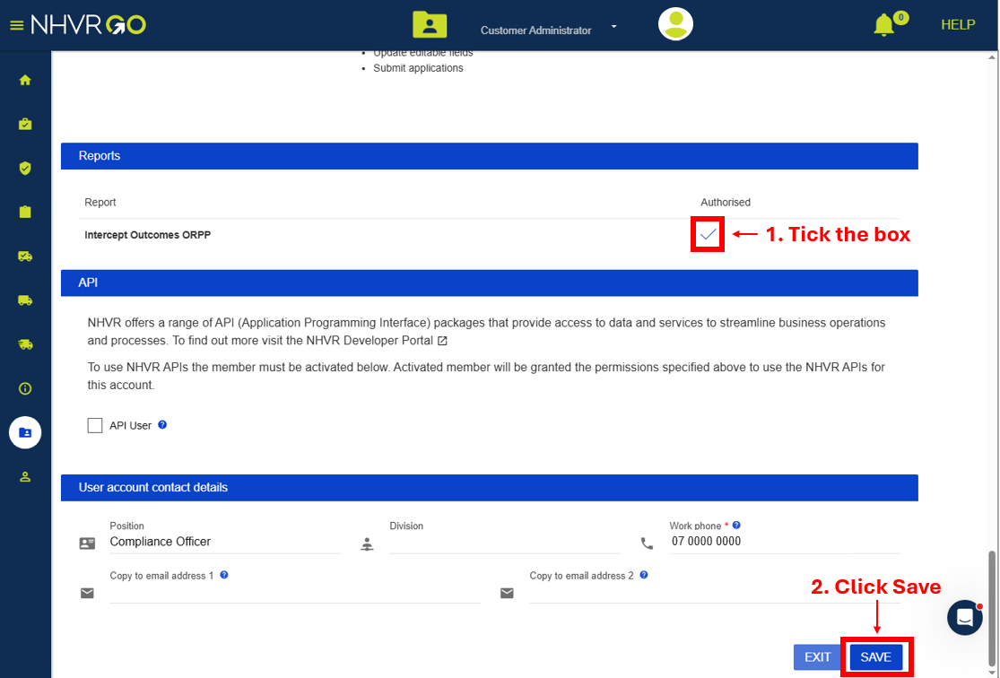 NHVR GO
Customer Administrator
0
HELP
Update editable fields
Submit applications
Reports
Report Authorised
Intercept Outcomes ORPP
1. Tick the box
API
NHVR offers a range of API (Application Programming Interface) packages that provide access to data and services to streamline business operations
and processes. To find out more visit the NHVR Developer Portal
To use NHVR APIs the member must be activated below. Activated member will be granted the permissions specified above to use the NHVR APIs for
this account.
API User ?
User account contact details
Position Division Work phone * ?
Compliance Officer 07 0000 0000
Copy to email address 1 ? Copy to email address 2 ?
2. Click Save
EXIT SAVE